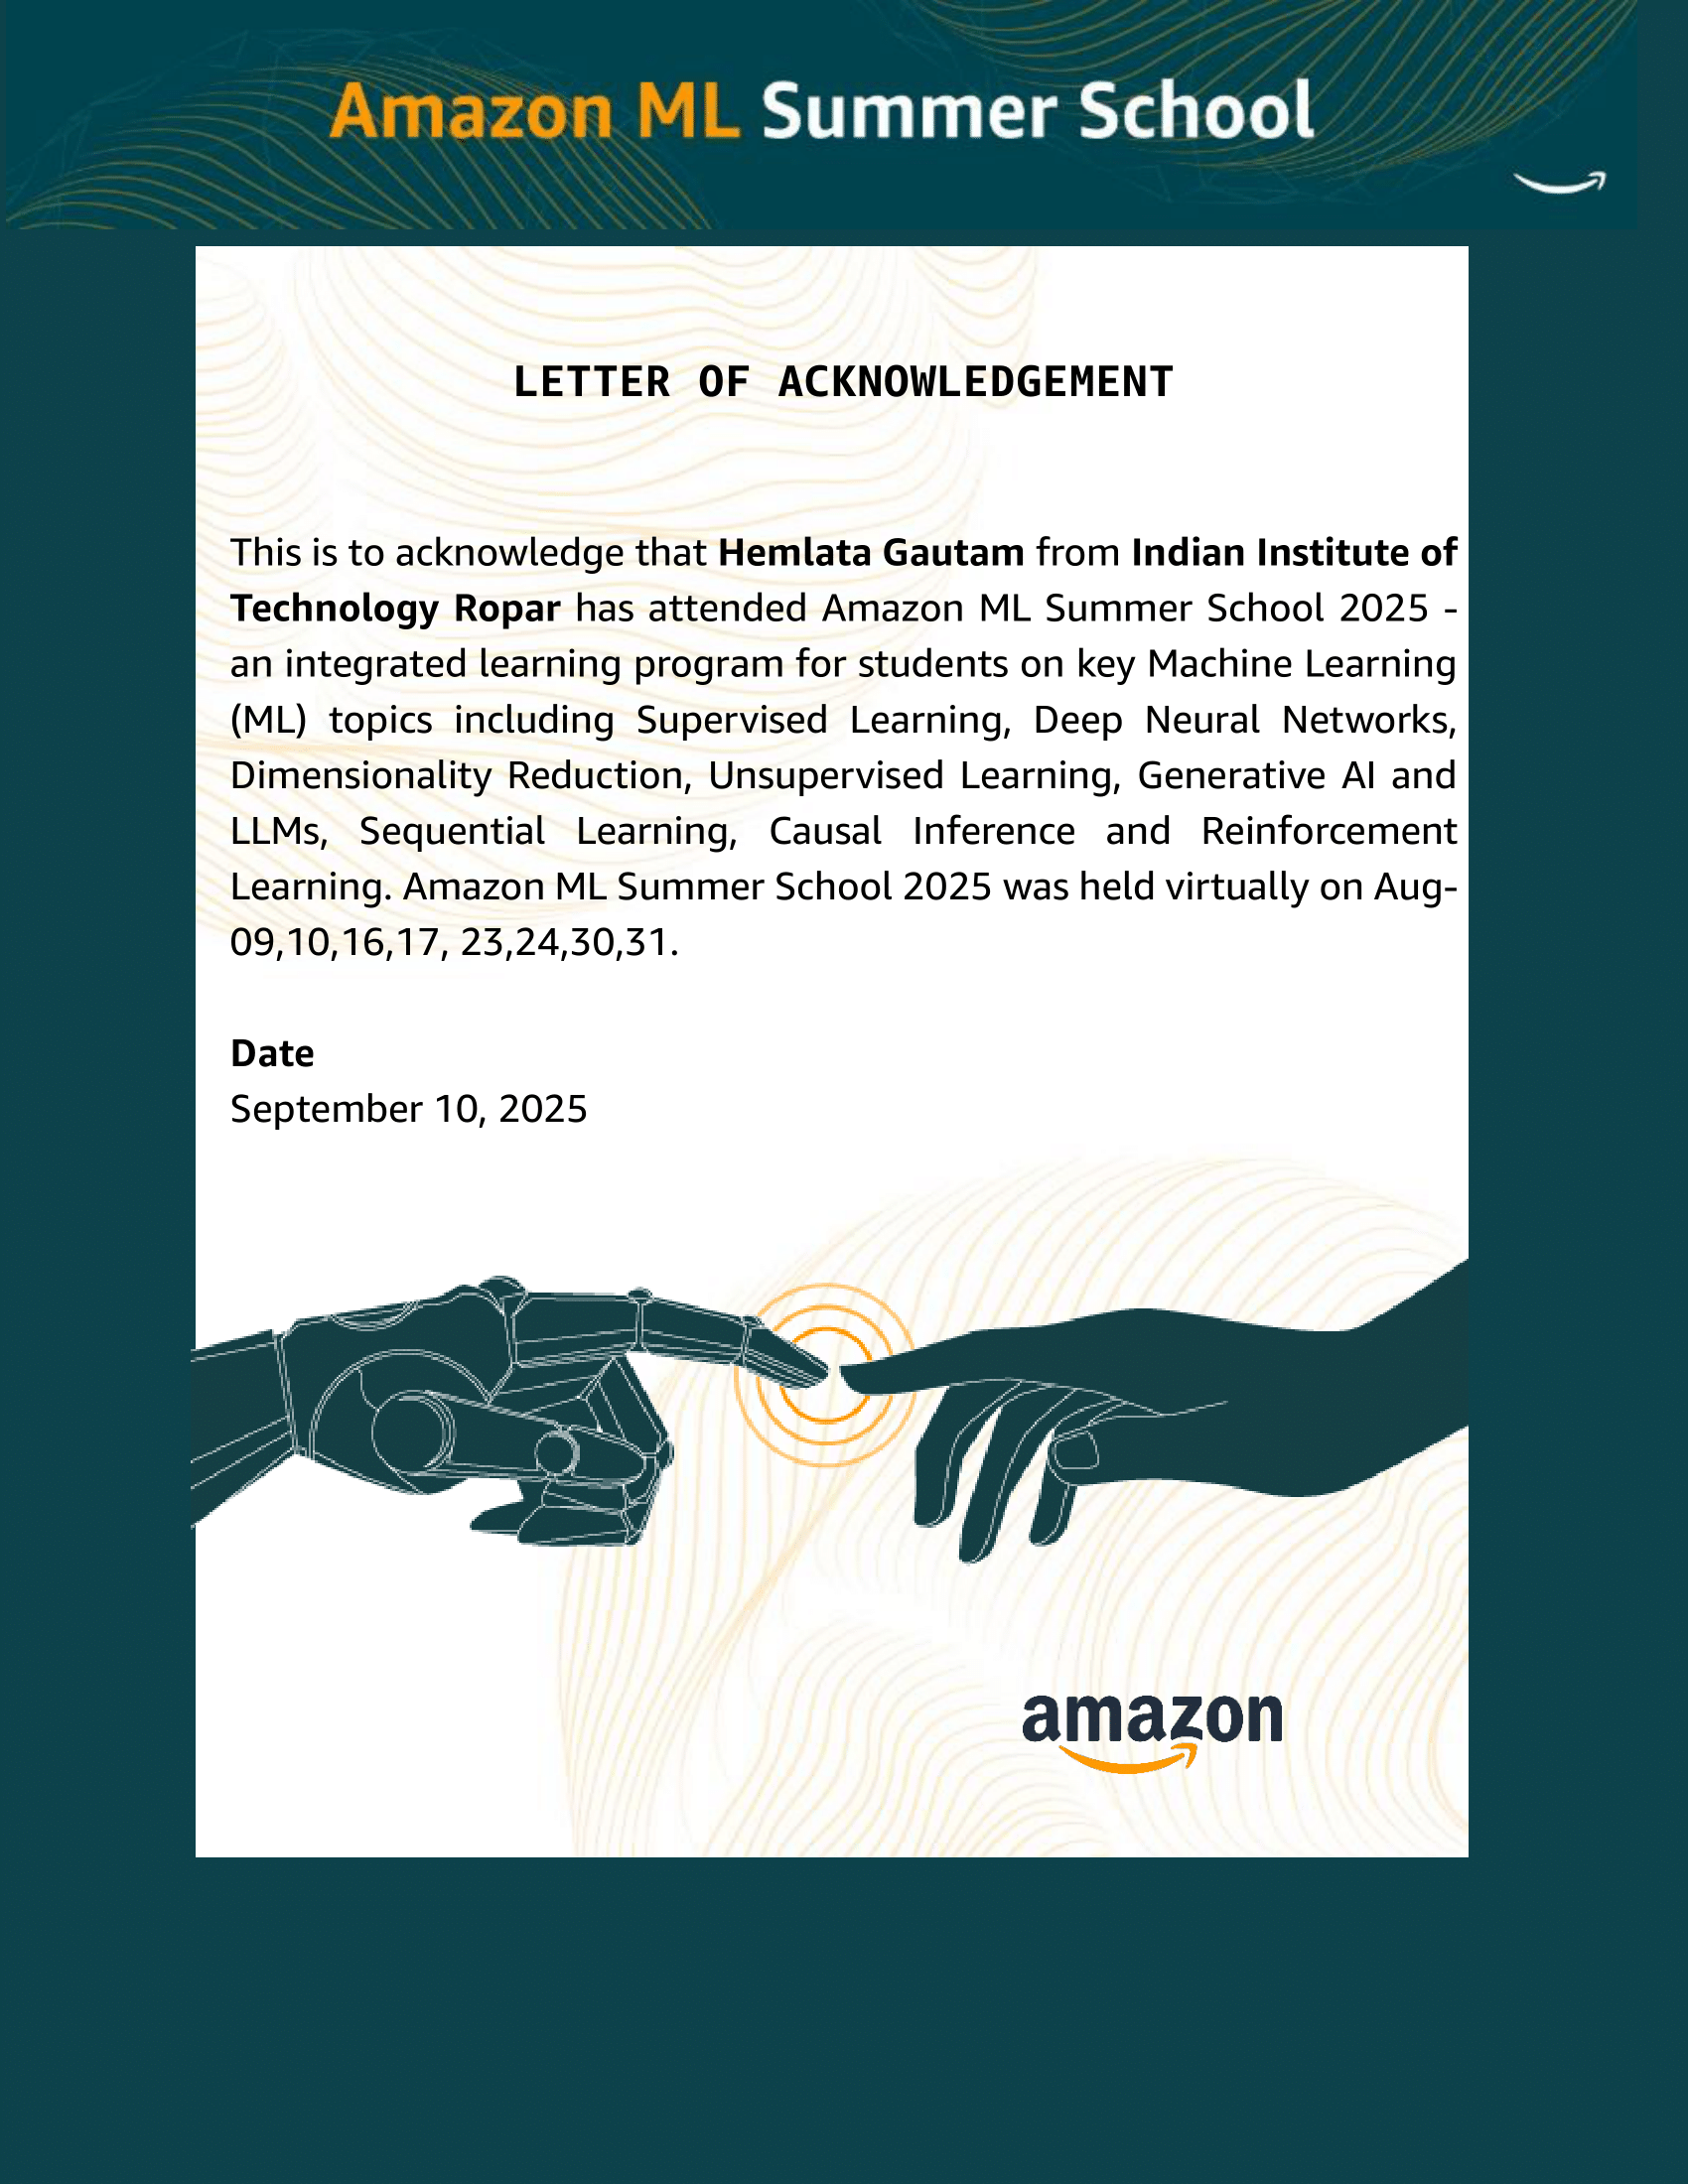 Amazon ML Summer School
LETTER OF ACKNOWLEDGEMENT
This is to acknowledge that Hemlata Gautam from Indian Institute of
Technology Ropar has attended Amazon ML Summer School 2025 -
an integrated learning program for students on key Machine Learning
(ML) topics including Supervised Learning, Deep Neural Networks,
Dimensionality Reduction, Unsupervised Learning, Generative AI and
LLMs, Sequential Learning, Causal Inference and Reinforcement
Learning. Amazon ML Summer School 2025 was held virtually on Aug-
09,10,16,17, 23,24,30,31.
Date
September 10, 2025
amazon